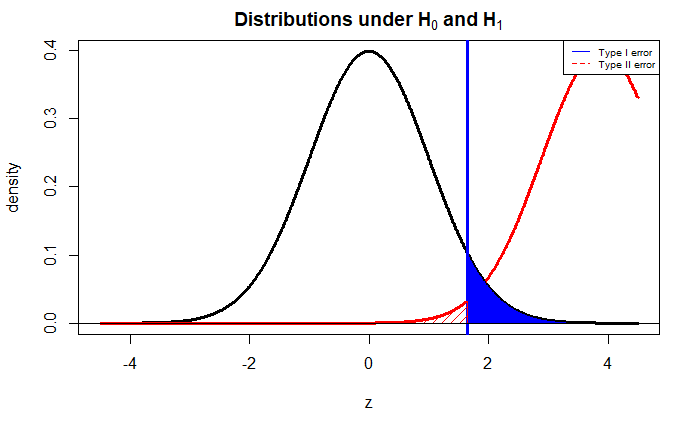 Distributions under H0 and H1
Type I error
Type II error
density
0.4
0.3
0.2
0.1
0.0
-4 -2 0 2 4
z